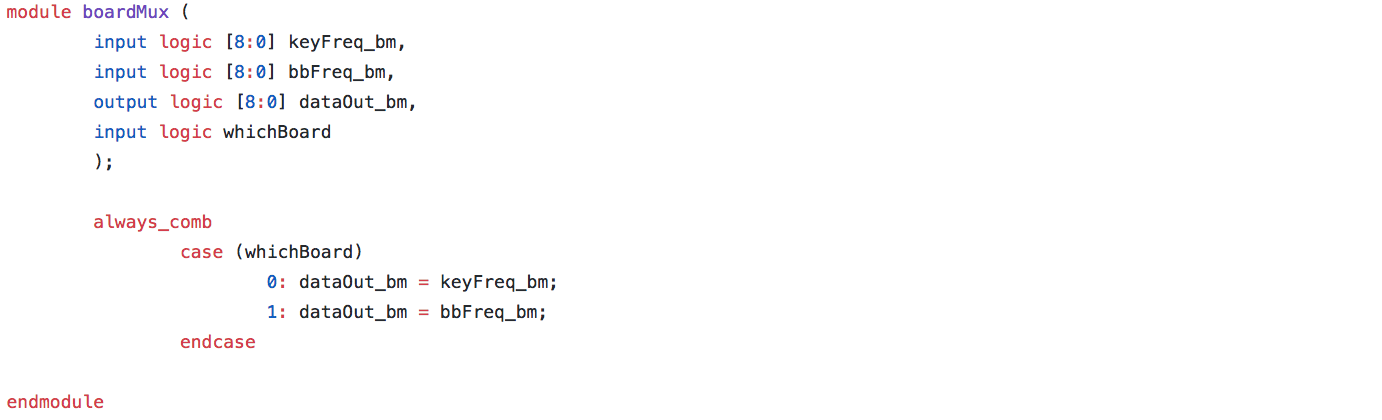 module boardMux (
input logic [8:0] keyFreq_bm,
input logic [8:0] bbFreq_bm,
output logic [8:0] dataOut_bm,
input logic whichBoard
);
always_comb
case (whichBoard)
0: dataOut_bm = keyFreq_bm;
1: dataOut_bm = bbFreq_bm;
endcase
endmodule